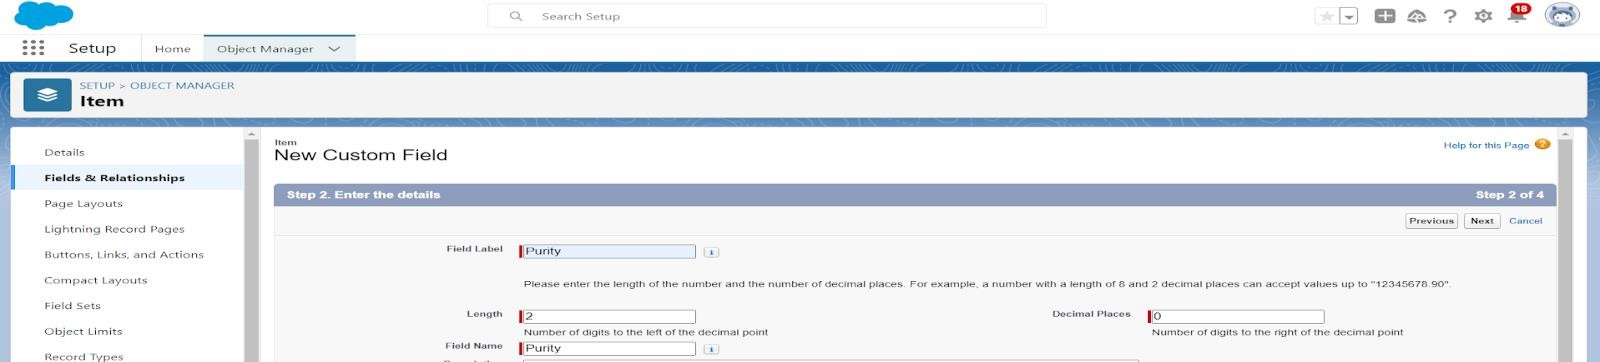 Search Setup
18
Setup
Home
Object Manager
SETUP > OBJECT MANAGER
Item
Details
Fields & Relationships
Page Layouts
Lightning Record Pages
Buttons, Links, and Actions
Compact Layouts
Field Sets
Object Limits
Record Types
Item
New Custom Field
Help for this Page ?
Step 2. Enter the details
Step 2 of 4
Previous Next Cancel
Field Label Purity i
Please enter the length of the number and the number of decimal places. For example, a number with a length of 8 and 2 decimal places can accept values up to "12345678.90".
Length 2
Decimal Places 0
Number of digits to the left of the decimal point
Number of digits to the right of the decimal point
Field Name Purity i